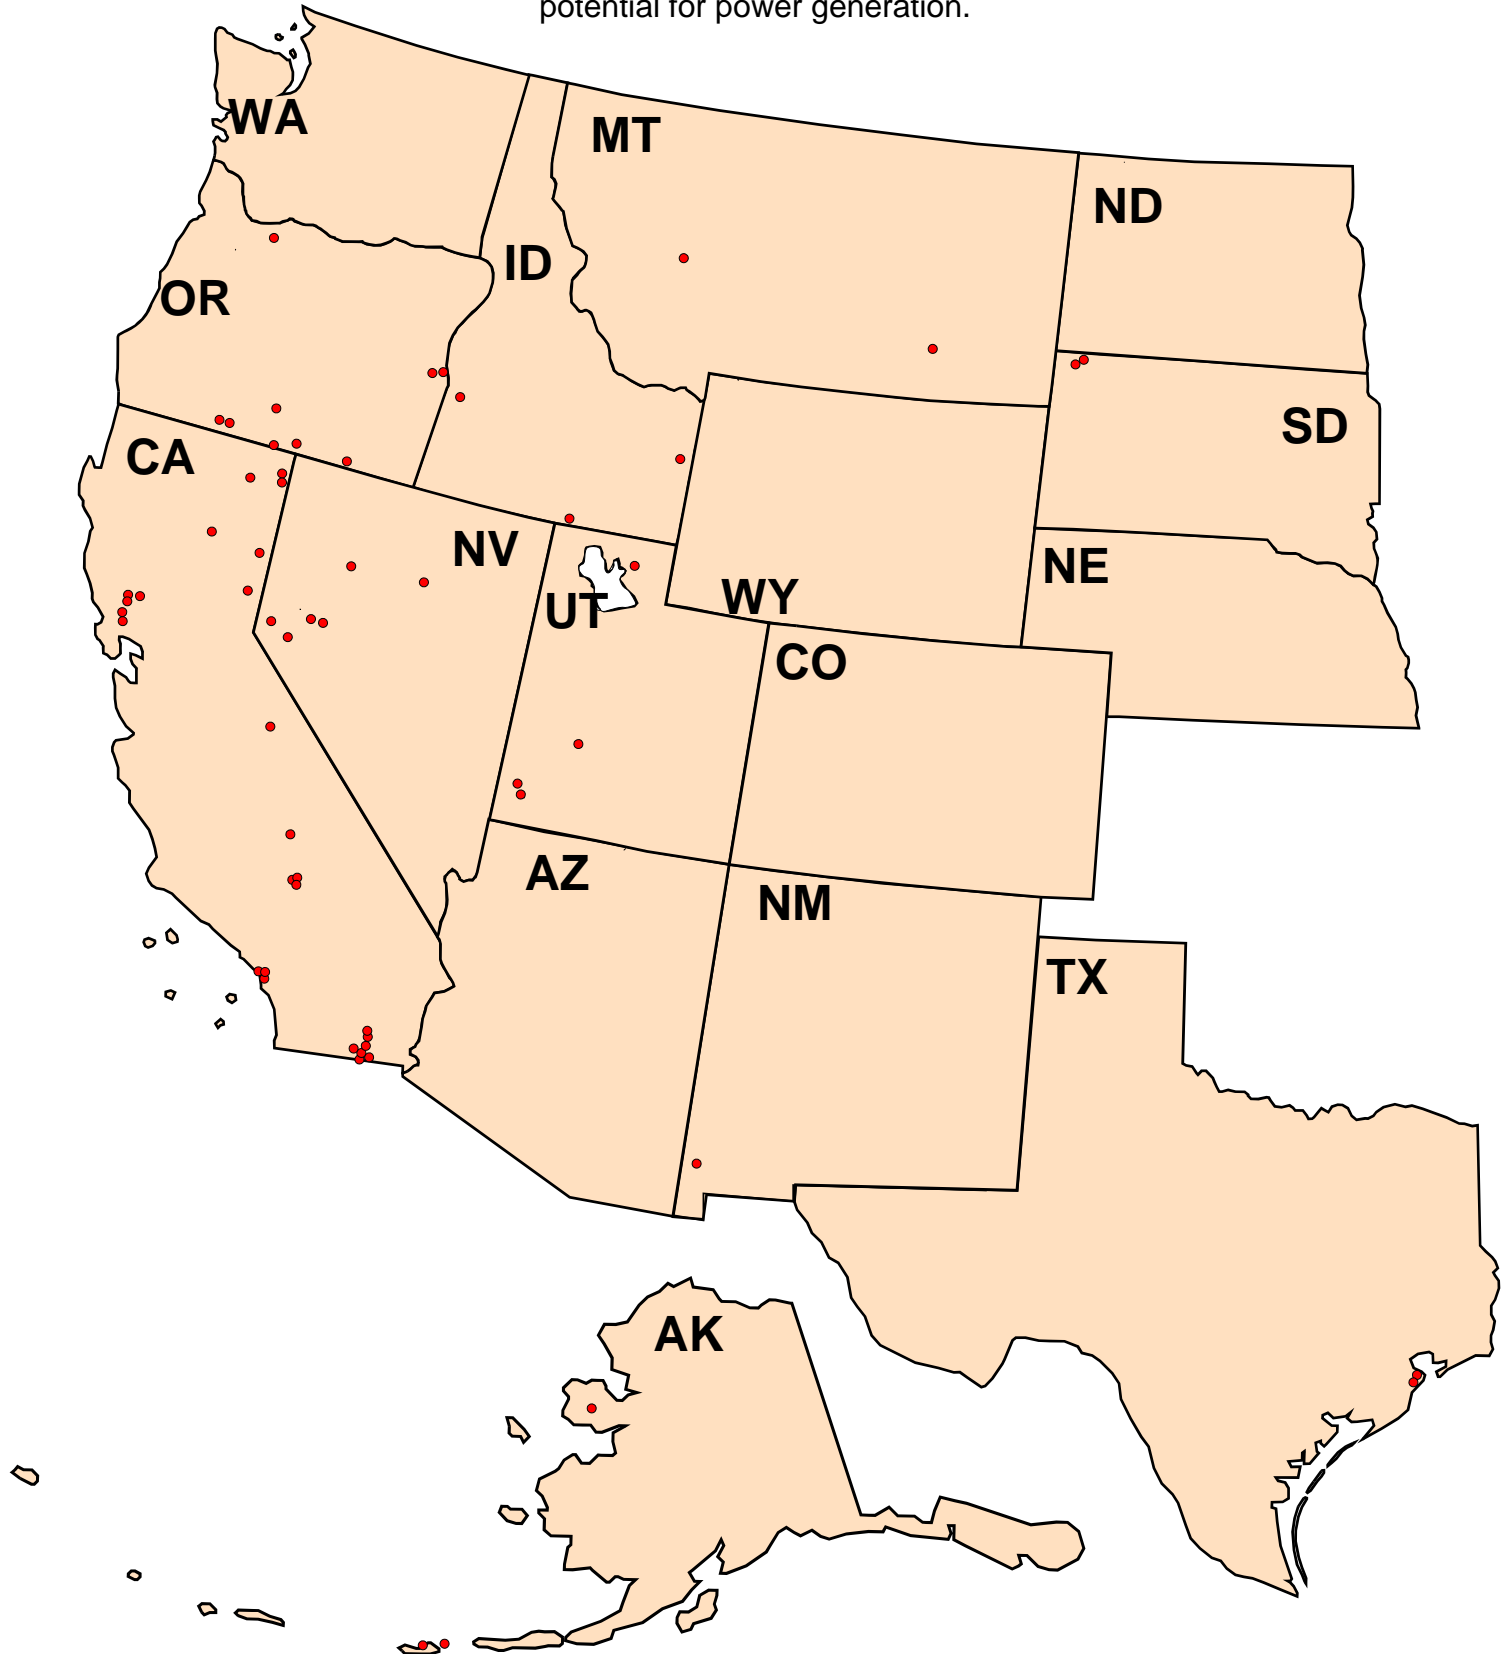 potential for power generation.
WA
MT
ND
ID
OR
SD
CA
NV
NE
UT
WY
CO
AZ
NM
TX
AK